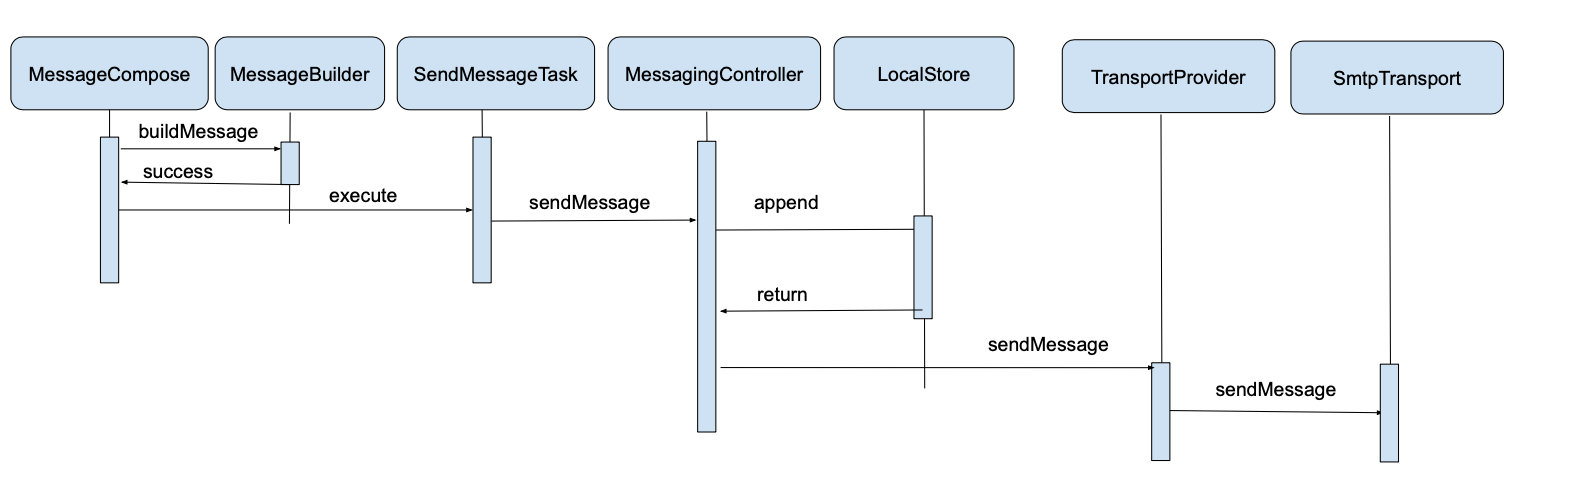 MessageCompose
MessageBuilder
SendMessageTask
MessagingController
LocalStore
TransportProvider
SmtpTransport
buildMessage
success
execute
sendMessage
append
return
sendMessage
sendMessage